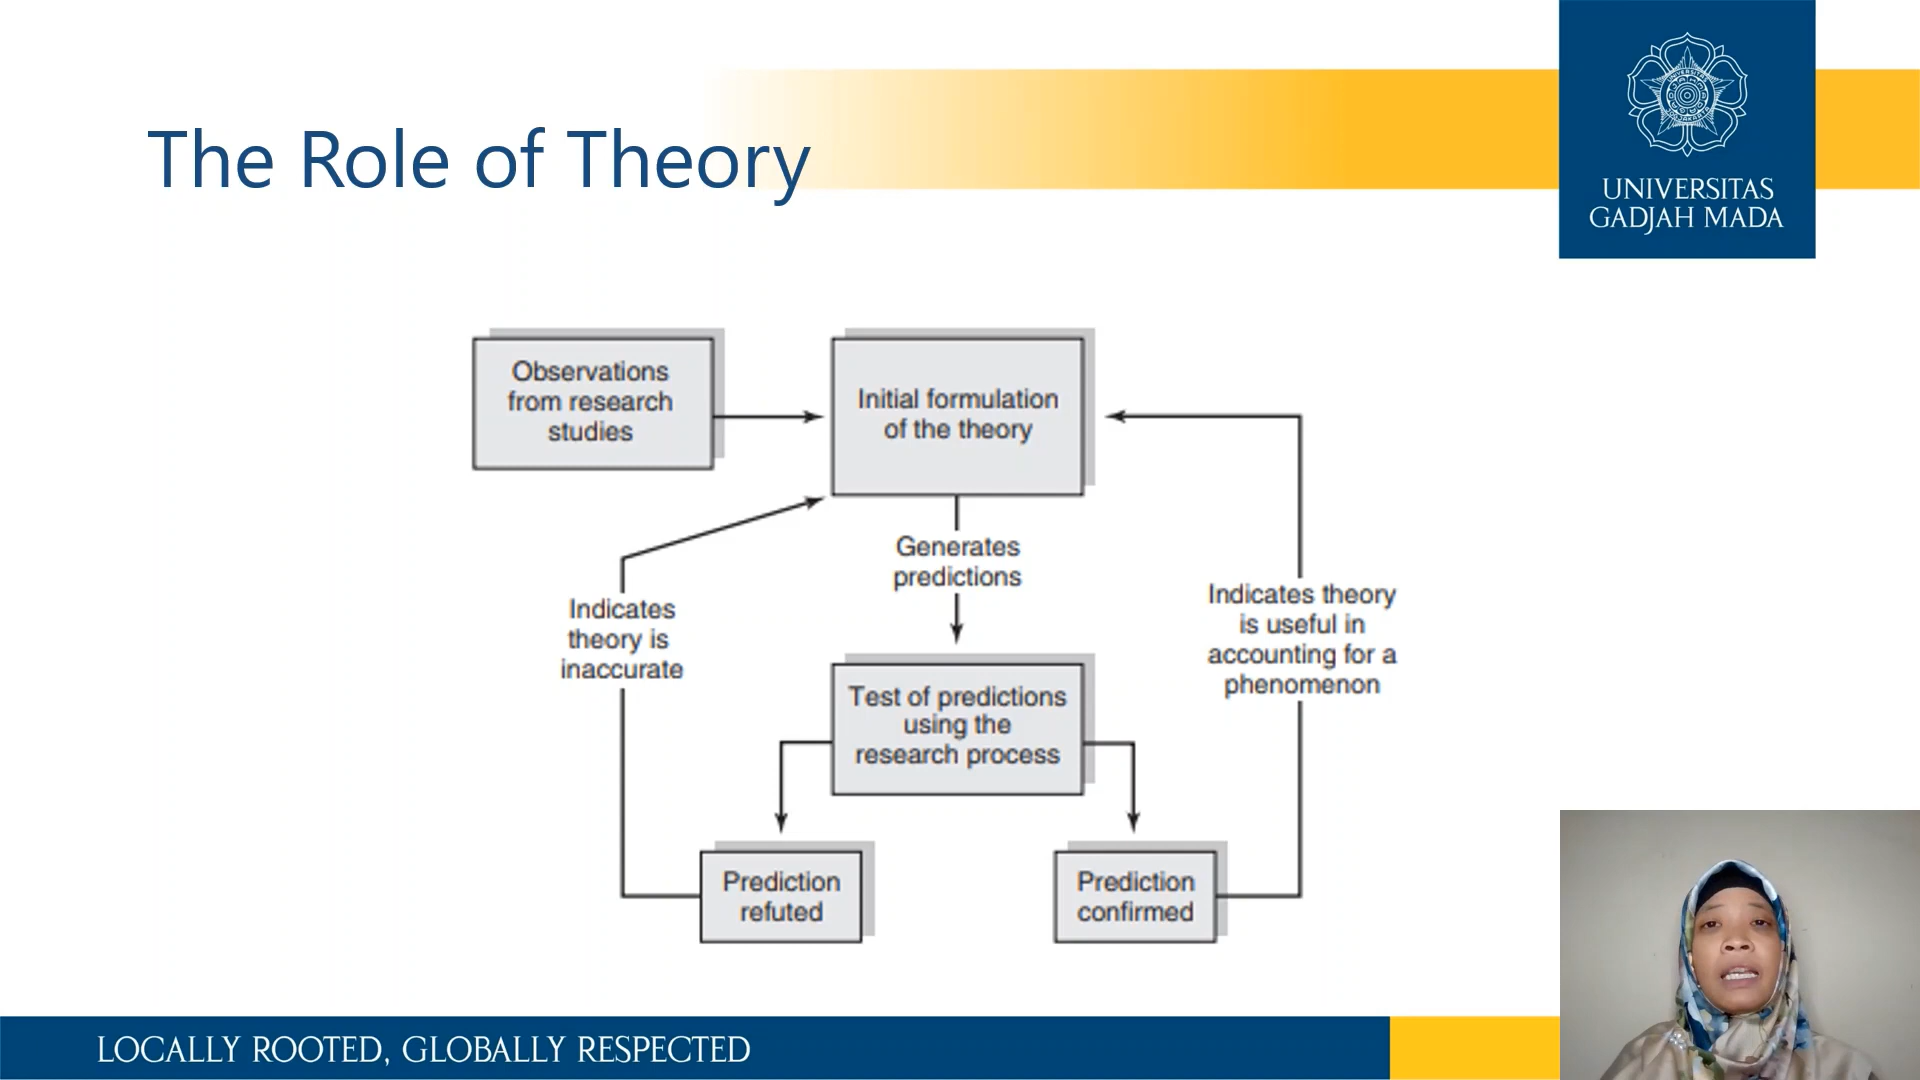 The Role of Theory
UNIVERSITAS
GADJAH MADA
Observations
from research
studies
Initial formulation
of the theory
Generates
predictions
Indicates
theory is
inaccurate
Indicates theory
is useful in
accounting for a
phenomenon
Test of predictions
using the
research process
Prediction
refuted
Prediction
confirmed
LOCALLY ROOTED, GLOBALLY RESPECTED